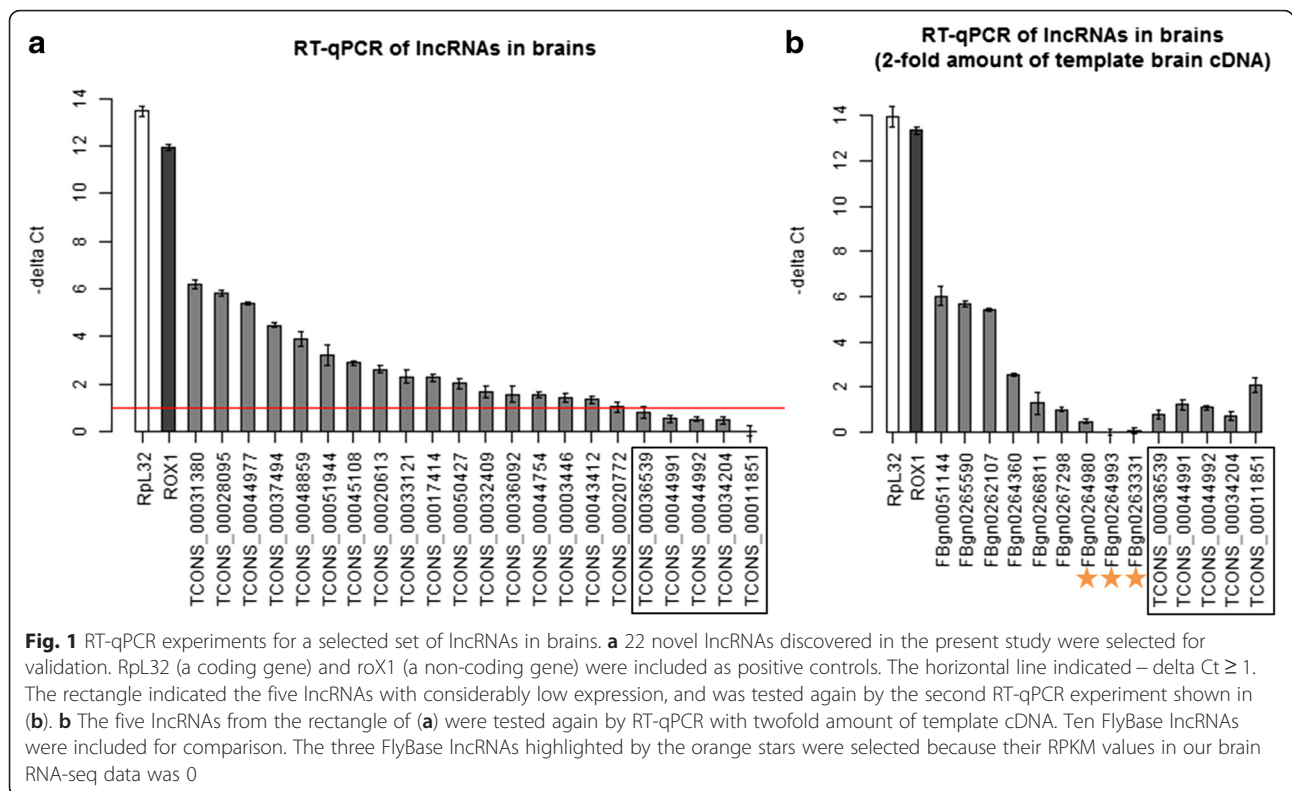 a
RT-qPCR of lncRNAs in brains
-delta Ct
14
12
10
8
6
4
2
0
RpL32
ROX1
TCONS_00031380
TCONS_00028095
TCONS_00044977
TCONS_00037494
TCONS_00048859
TCONS_00051944
TCONS_00045108
TCONS_00020613
TCONS_00033121
TCONS_00017414
TCONS_00050427
TCONS_00032409
TCONS_00036092
TCONS_00044754
TCONS_00003446
TCONS_00043412
TCONS_00020772
TCONS_00036539
TCONS_00044991
TCONS_00044992
TCONS_00034204
TCONS_00011851
b
RT-qPCR of lncRNAs in brains
(2-fold amount of template brain cDNA)
-delta Ct
14
12
10
8
6
4
2
0
RpL32
ROX1
FBgn0051144
FBgn0265590
FBgn0262107
FBgn0264360
FBgn0266811
FBgn0267298
FBgn0264980
FBgn0264993
FBgn0263331
TCONS_00036539
TCONS_00044991
TCONS_00044992
TCONS_00034204
TCONS_00011851
Fig. 1 RT-qPCR experiments for a selected set of lncRNAs in brains. a 22 novel lncRNAs discovered in the present study were selected for
validation. RpL32 (a coding gene) and roX1 (a non-coding gene) were included as positive controls. The horizontal line indicated − delta Ct ≥ 1.
The rectangle indicated the five lncRNAs with considerably low expression, and was tested again by the second RT-qPCR experiment shown in
(b). b The five lncRNAs from the rectangle of (a) were tested again by RT-qPCR with twofold amount of template cDNA. Ten FlyBase lncRNAs
were included for comparison. The three FlyBase lncRNAs highlighted by the orange stars were selected because their RPKM values in our brain
RNA-seq data was 0